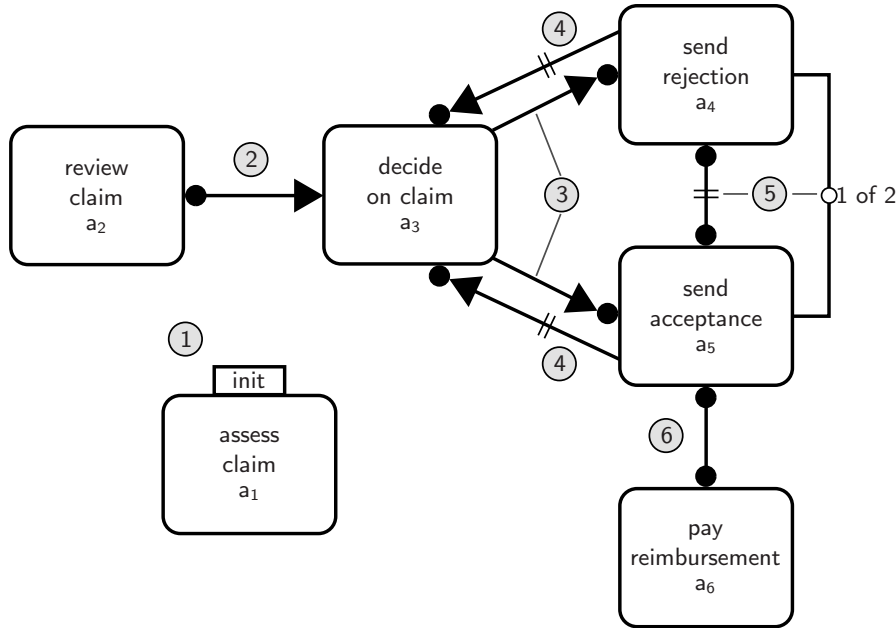 4
send
rejection
a₄
review
claim
a₂
2
decide
on claim
a₃
3
5
1 of 2
send
acceptance
a₅
1
init
4
assess
claim
a₁
6
pay
reimbursement
a₆